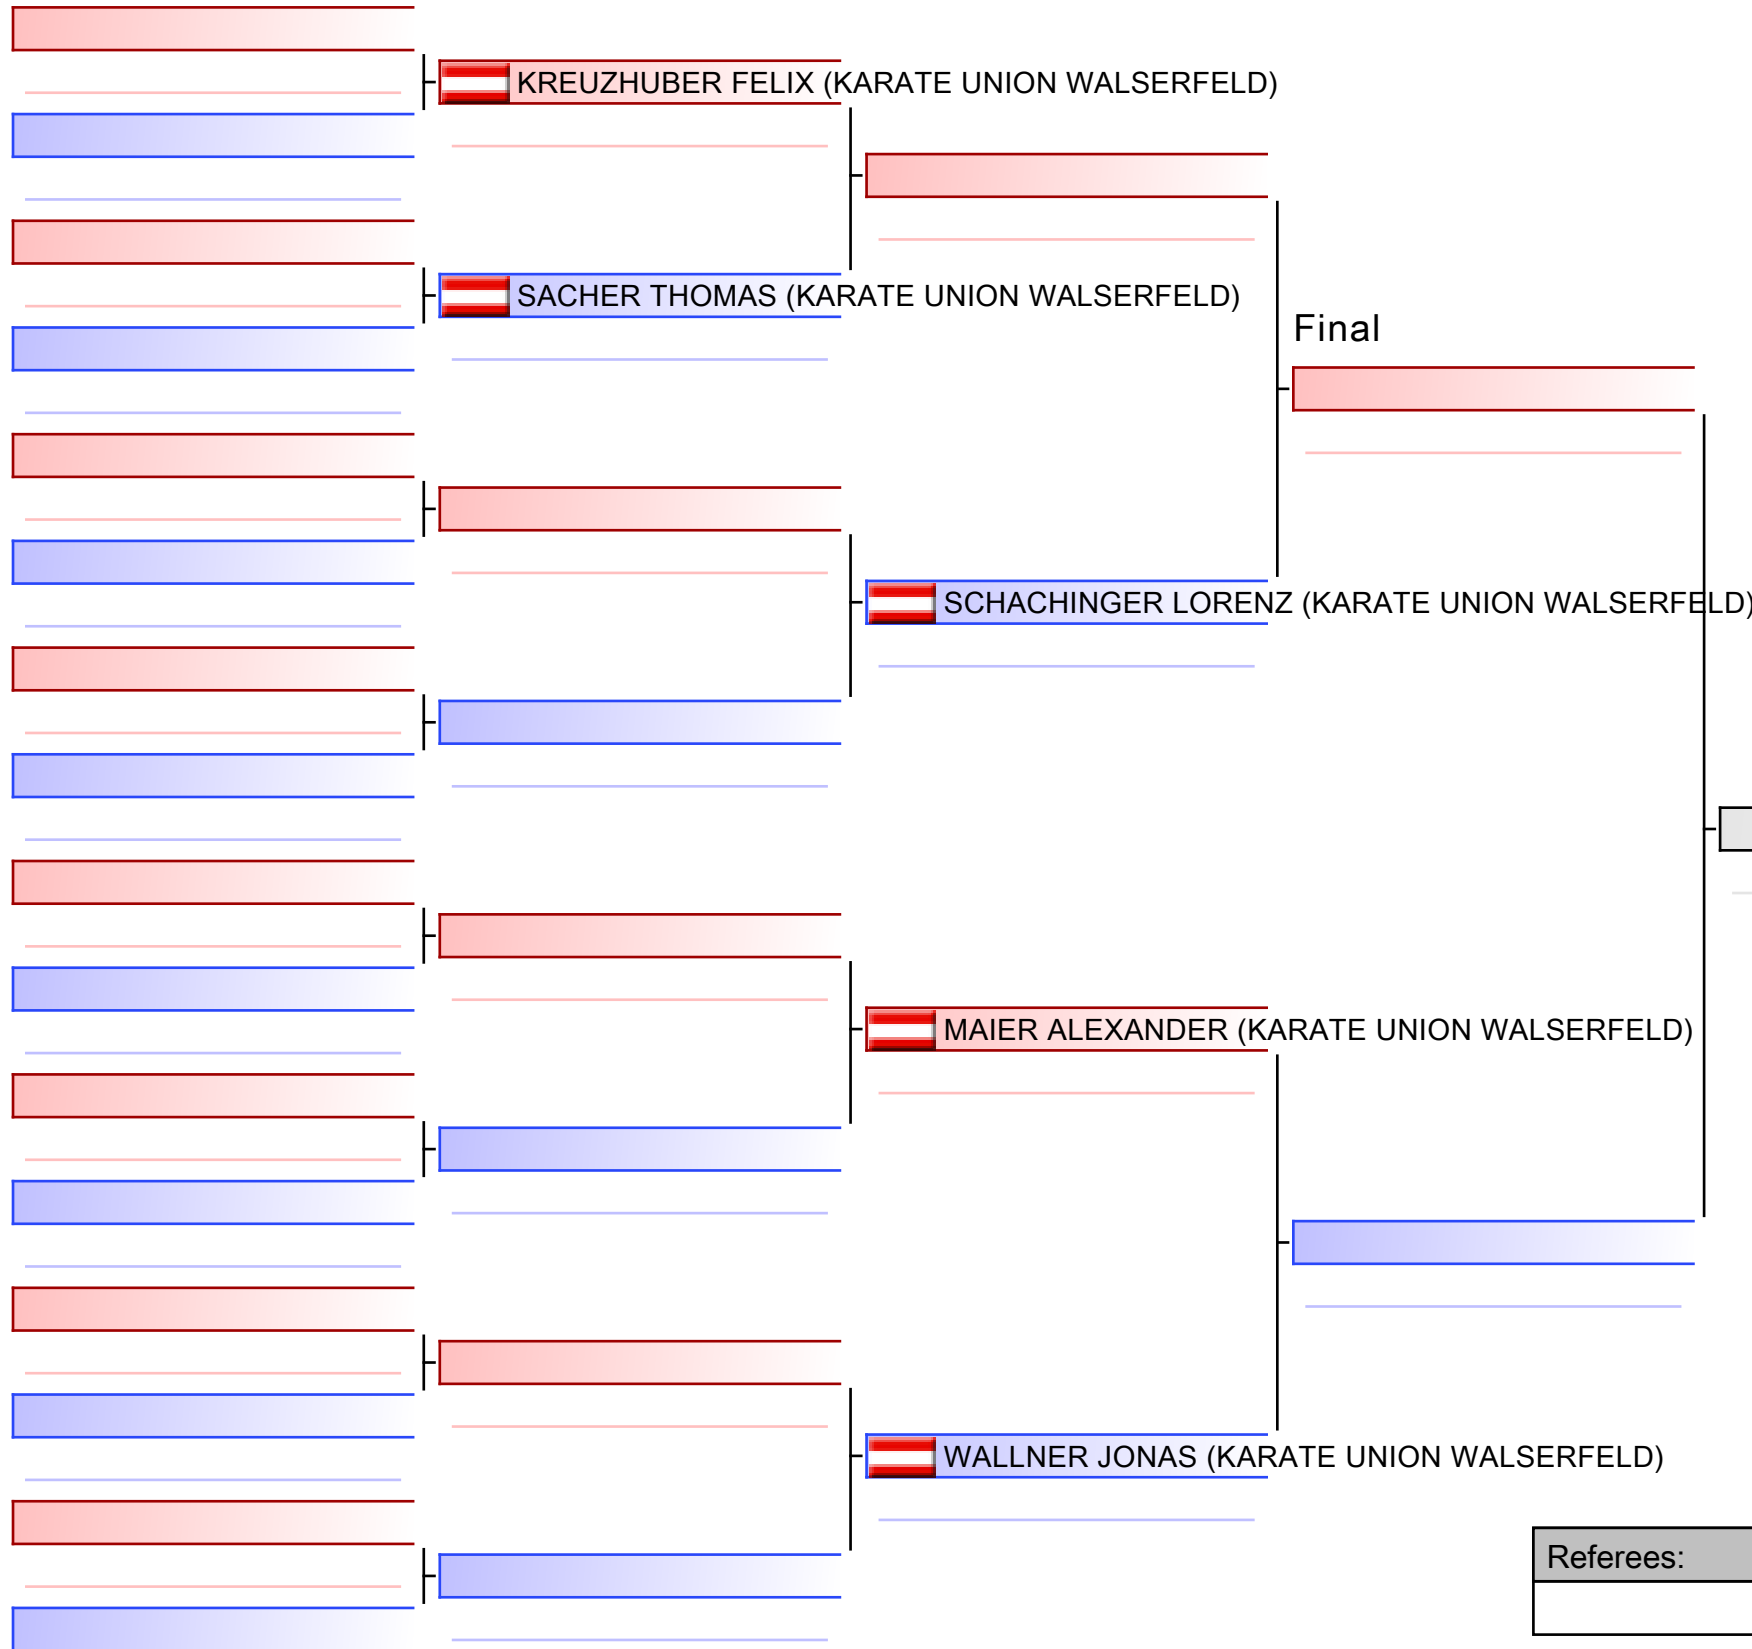 KREUZHUBER FELIX (KARATE UNION WALSERFELD)
SACHER THOMAS (KARATE UNION WALSERFELD)
Final
SCHACHINGER LORENZ (KARATE UNION WALSERFELD)
MAIER ALEXANDER (KARATE UNION WALSERFELD)
WALLNER JONAS (KARATE UNION WALSERFELD)
Referees: